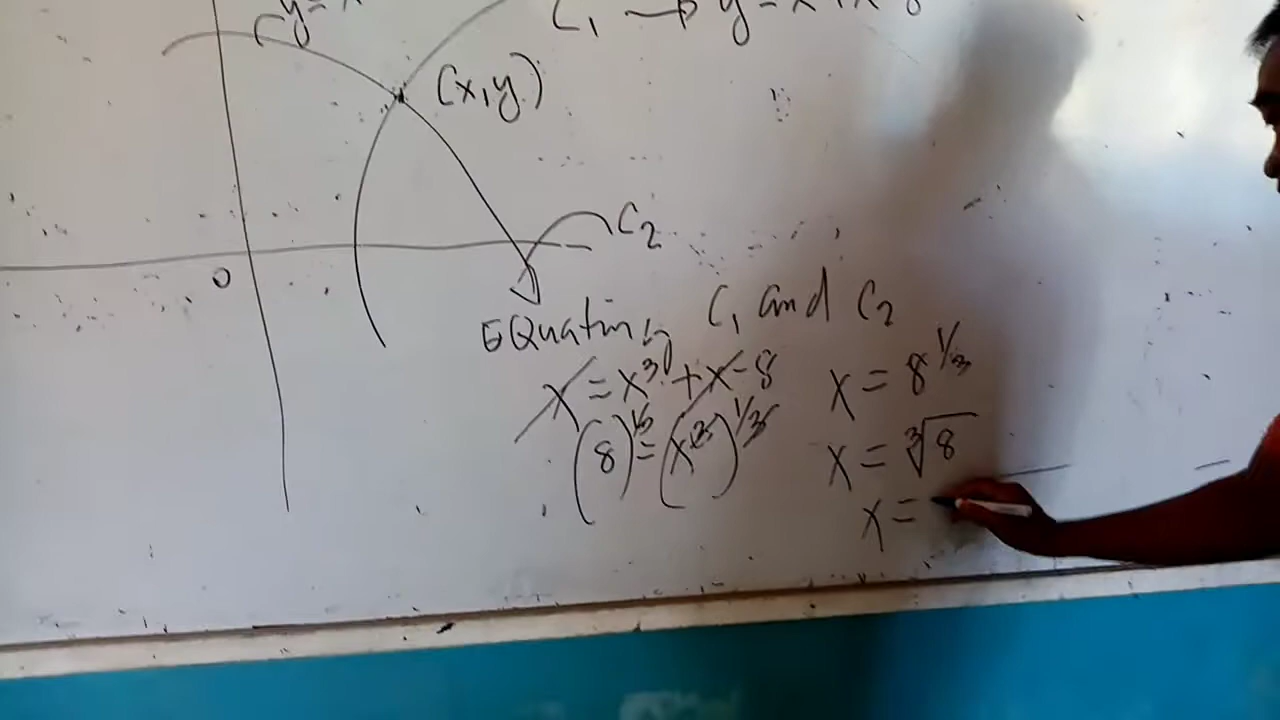 y = x
C₁ → y = x³ + x - 8
(x, y)
C₂
0
Equating C₁ and C₂
x = x³ + x - 8
(8)^1/3 = (x³)^1/3
x = 8^1/3
x = ∛8
x =